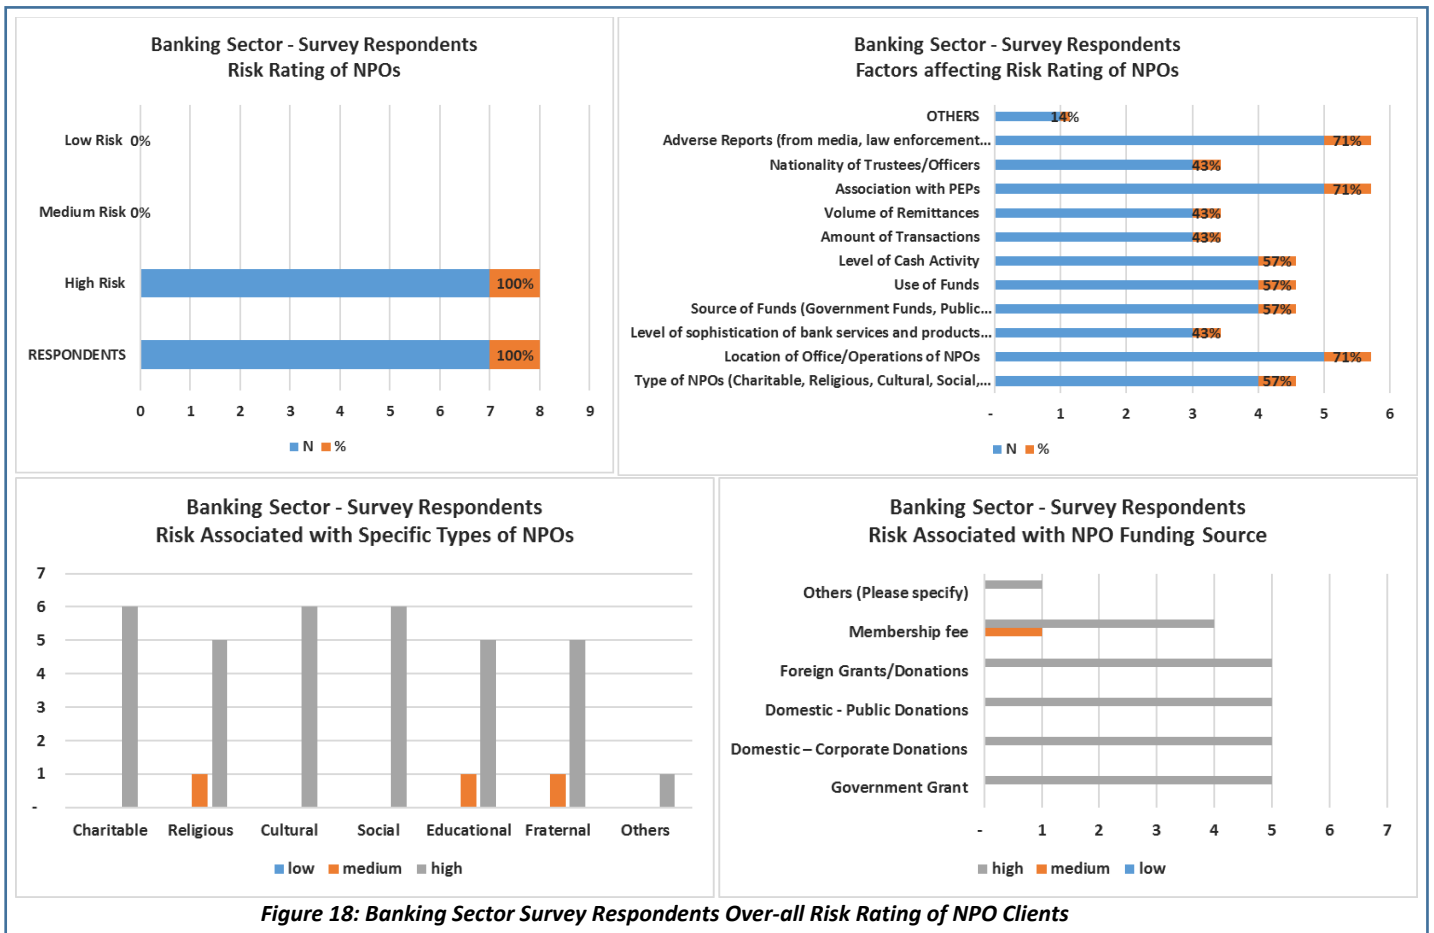 Banking Sector - Survey Respondents
Risk Rating of NPOs
Low Risk 0%
Medium Risk 0%
High Risk 100%
RESPONDENTS 100%
0 1 2 3 4 5 6 7 8 9
N %
Banking Sector - Survey Respondents
Factors affecting Risk Rating of NPOs
OTHERS 14%
Adverse Reports (from media, law enforcement... 71%
Nationality of Trustees/Officers 43%
Association with PEPs 71%
Volume of Remittances 43%
Amount of Transactions 43%
Level of Cash Activity 57%
Use of Funds 57%
Source of Funds (Government Funds, Public... 57%
Level of sophistication of bank services and products... 43%
Location of Office/Operations of NPOs 71%
Type of NPOs (Charitable, Religious, Cultural, Social,... 57%
- 1 2 3 4 5 6
N %
Banking Sector - Survey Respondents
Risk Associated with Specific Types of NPOs
7
6
5
4
3
2
1
-
Charitable Religious Cultural Social Educational Fraternal Others
low medium high
Banking Sector - Survey Respondents
Risk Associated with NPO Funding Source
Others (Please specify)
Membership fee
Foreign Grants/Donations
Domestic - Public Donations
Domestic – Corporate Donations
Government Grant
- 1 2 3 4 5 6 7
high medium low
Figure 18: Banking Sector Survey Respondents Over-all Risk Rating of NPO Clients